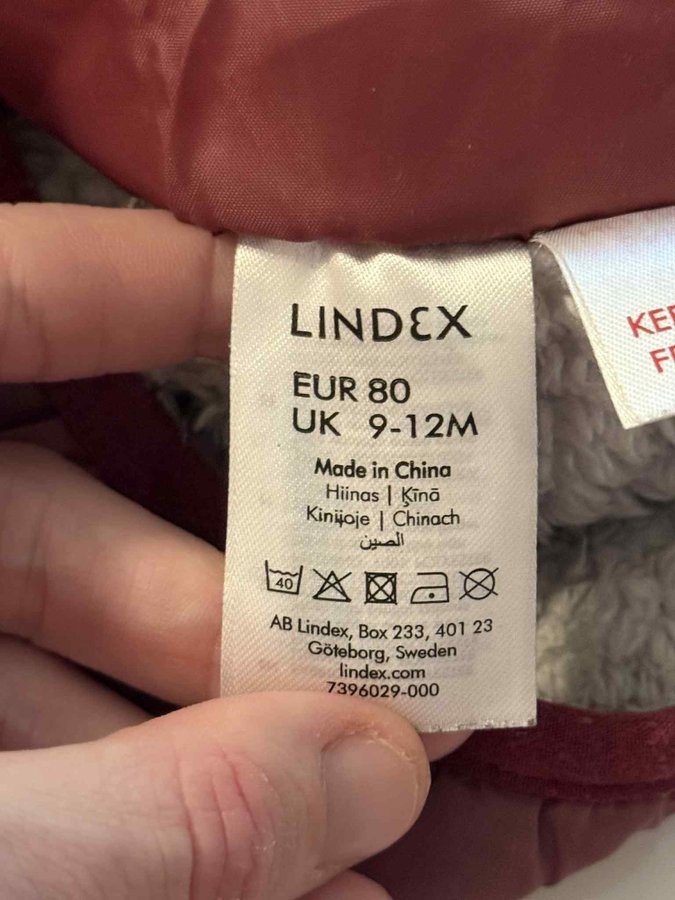 LINDEX
EUR 80
UK 9-12M
Made in China
Hiinas | Ķīnā
Kinijoje | Chinach
الصين
40
AB Lindex, Box 233, 401 23
Göteborg, Sweden
lindex.com
7396029-000